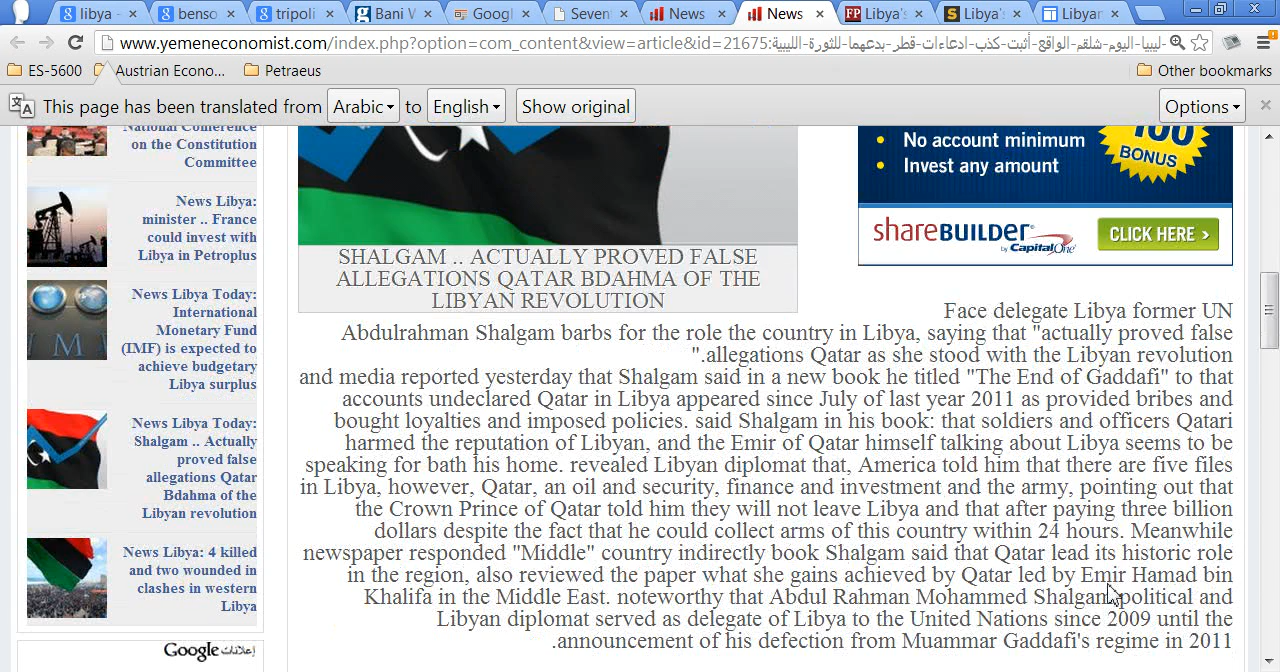 libya -
benso
tripoli
Bani W
Googl
Seven
News
News
Libya's
Libya's
Libyan
www.yemeneconomist.com/index.php?option=com_content&view=article&id=21675:ليبيا-اليوم-شلقم-الواقع-أثبت-كذب-ادعاءات-قطر-بدعهما-للثورة-الليبية-
ES-5600
Austrian Econo...
Petraeus
Other bookmarks
This page has been translated from Arabic to English Show original
Options
National Conference
on the Constitution
Committee
News Libya:
minister .. France
could invest with
Libya in Petroplus
News Libya Today:
International
Monetary Fund
(IMF) is expected to
achieve budgetary
Libya surplus
News Libya Today:
Shalgam .. Actually
proved false
allegations Qatar
Bdahma of the
Libyan revolution
News Libya: 4 killed
and two wounded in
clashes in western
Libya
Google إعلانات
SHALGAM .. ACTUALLY PROVED FALSE
ALLEGATIONS QATAR BDAHMA OF THE
LIBYAN REVOLUTION
No account minimum
Invest any amount
100
BONUS
shareBUILDER
by CapitalOne
CLICK HERE ›
Face delegate Libya former UN
Abdulrahman Shalgam barbs for the role the country in Libya, saying that "actually proved false
".allegations Qatar as she stood with the Libyan revolution
and media reported yesterday that Shalgam said in a new book he titled "The End of Gaddafi" to that
accounts undeclared Qatar in Libya appeared since July of last year 2011 as provided bribes and
bought loyalties and imposed policies. said Shalgam in his book: that soldiers and officers Qatari
harmed the reputation of Libyan, and the Emir of Qatar himself talking about Libya seems to be
speaking for bath his home. revealed Libyan diplomat that, America told him that there are five files
in Libya, however, Qatar, an oil and security, finance and investment and the army, pointing out that
the Crown Prince of Qatar told him they will not leave Libya and that after paying three billion
dollars despite the fact that he could collect arms of this country within 24 hours. Meanwhile
newspaper responded "Middle" country indirectly book Shalgam said that Qatar lead its historic role
in the region, also reviewed the paper what she gains achieved by Qatar led by Emir Hamad bin
Khalifa in the Middle East. noteworthy that Abdul Rahman Mohammed Shalgam political and
Libyan diplomat served as delegate of Libya to the United Nations since 2009 until the
.announcement of his defection from Muammar Gaddafi's regime in 2011